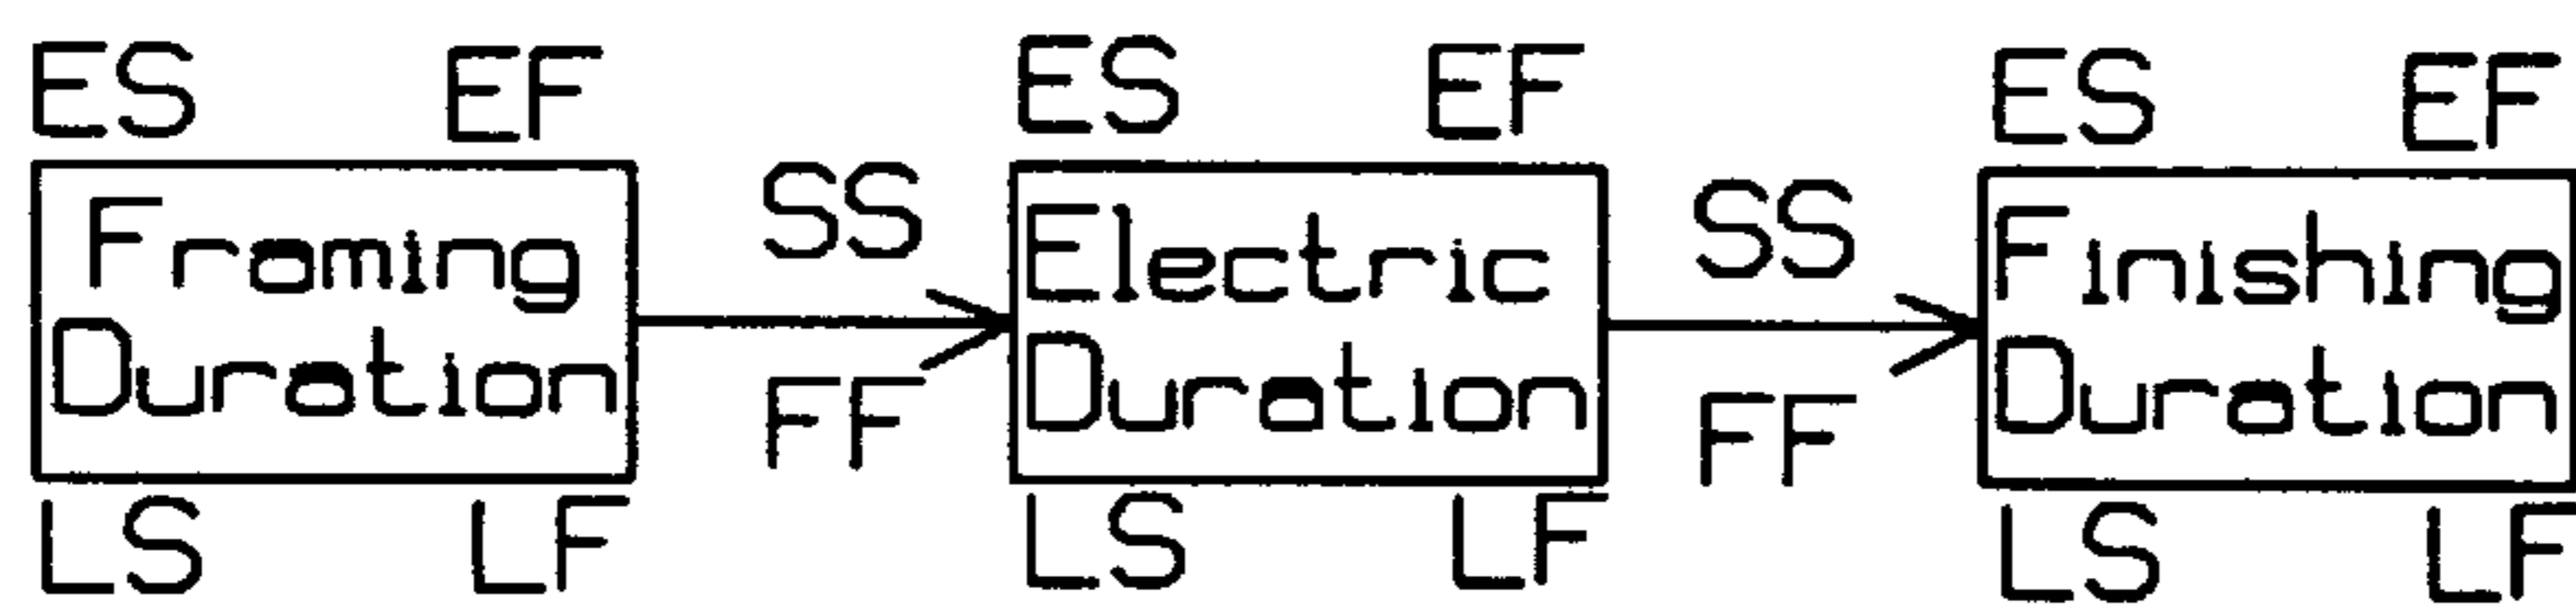 ES EF ES EF ES EF
SS SS
Framing Electric Finishing
Duration Duration Duration
FF FF
LS LF LS LF LS LF